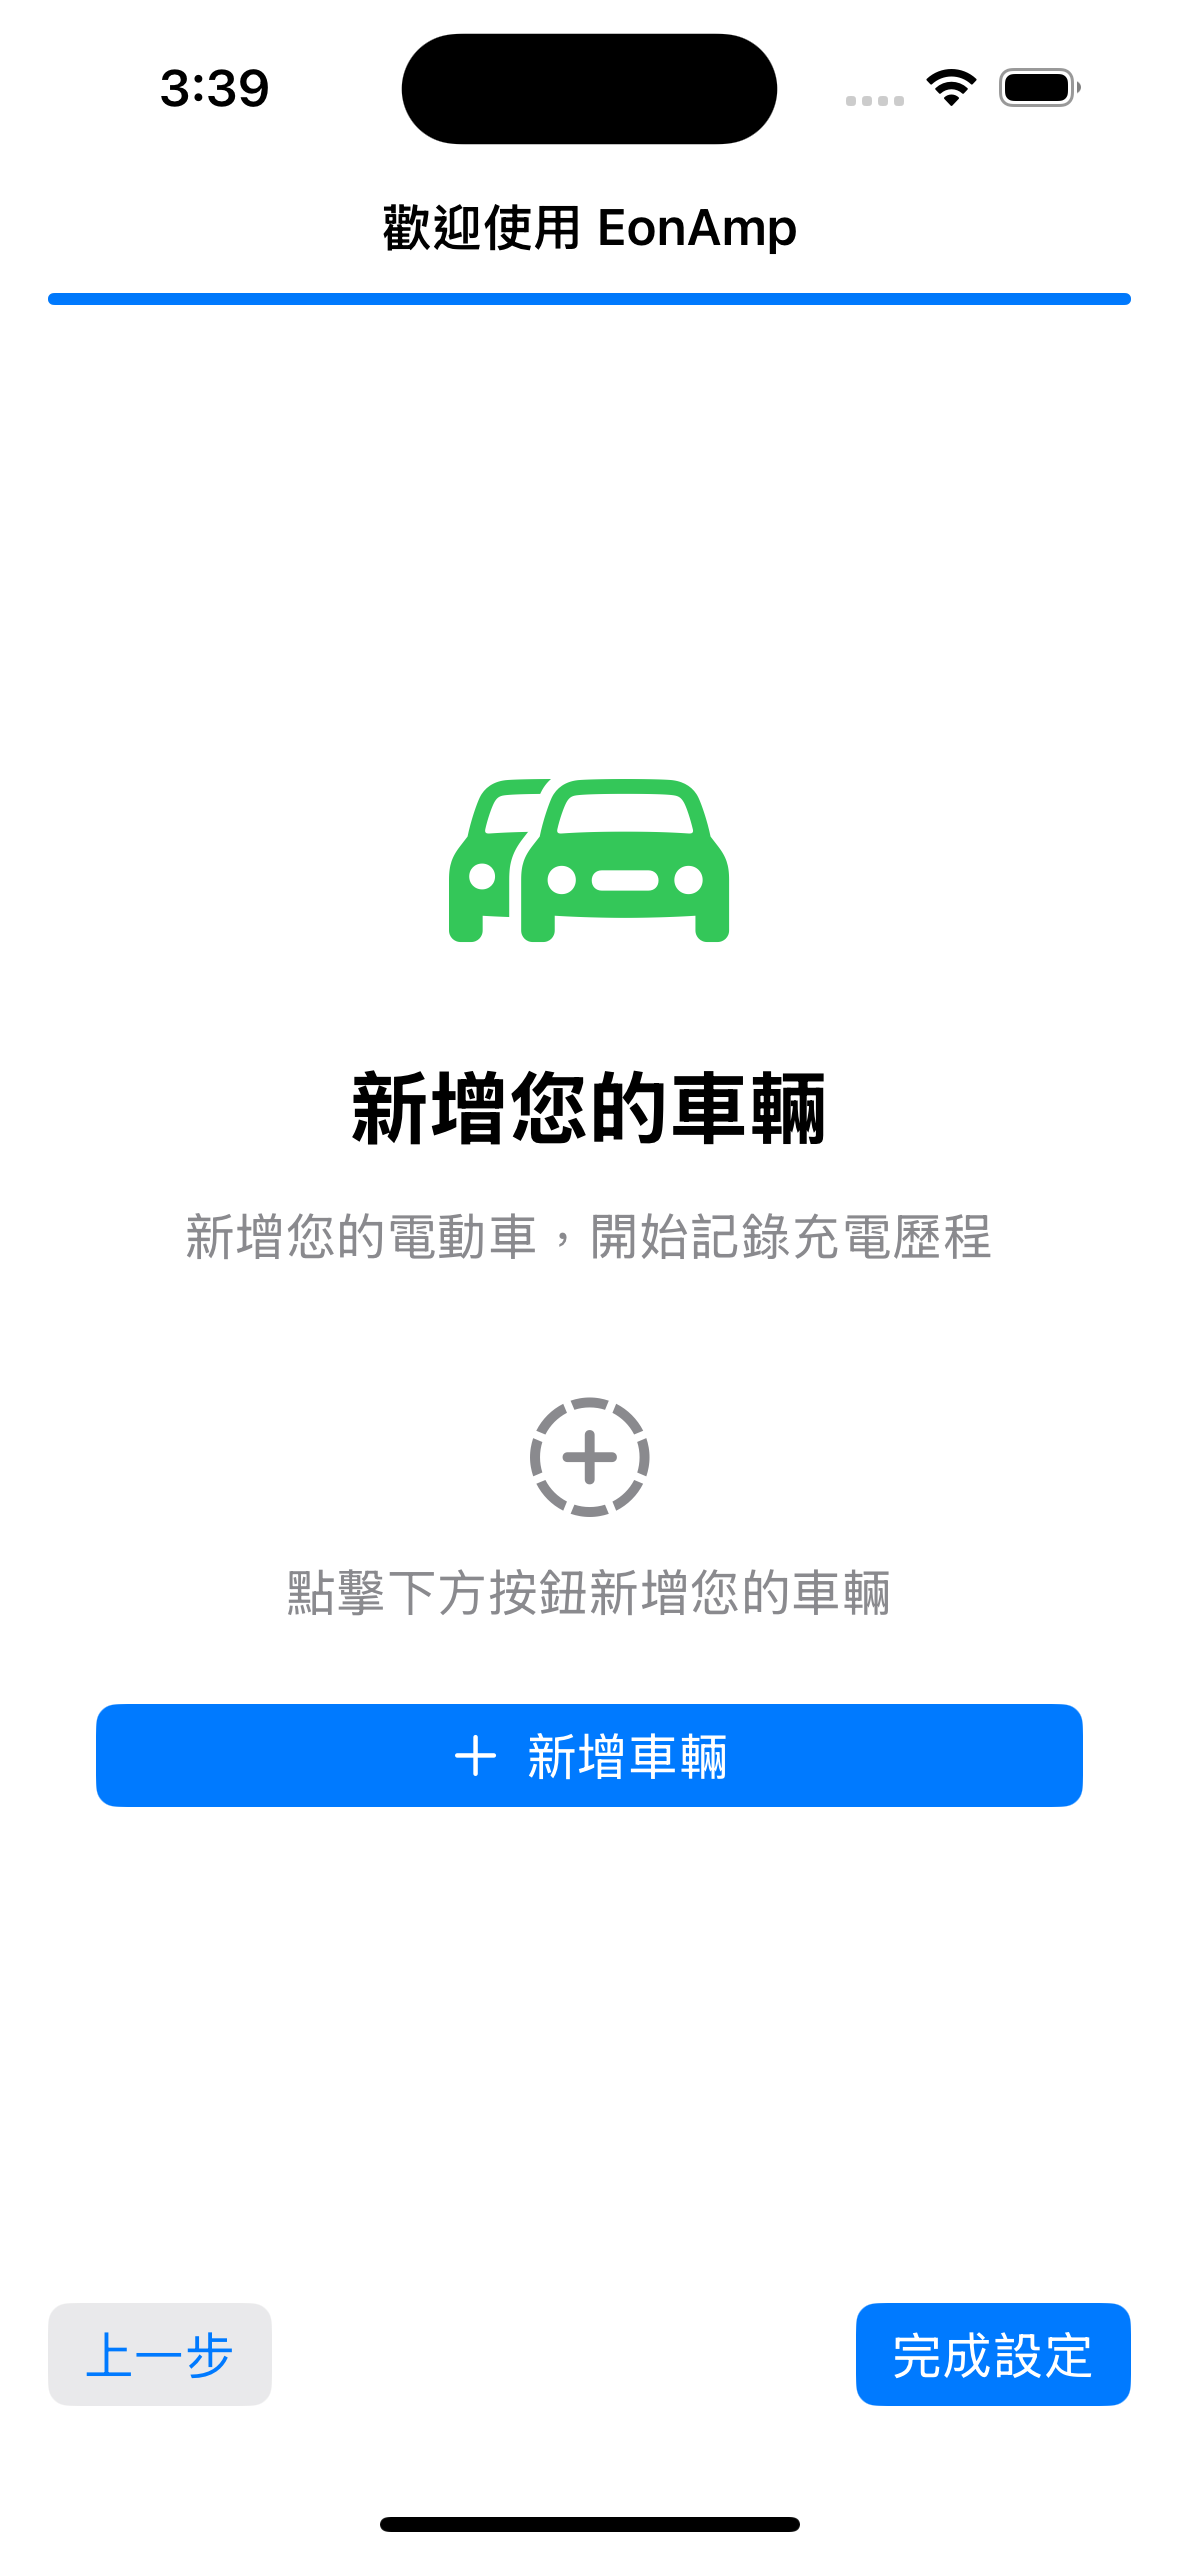 3:39
歡迎使用 EonAmp
新增您的車輛
新增您的電動車，開始記錄充電歷程
點擊下方按鈕新增您的車輛
新增車輛
上一步
完成設定